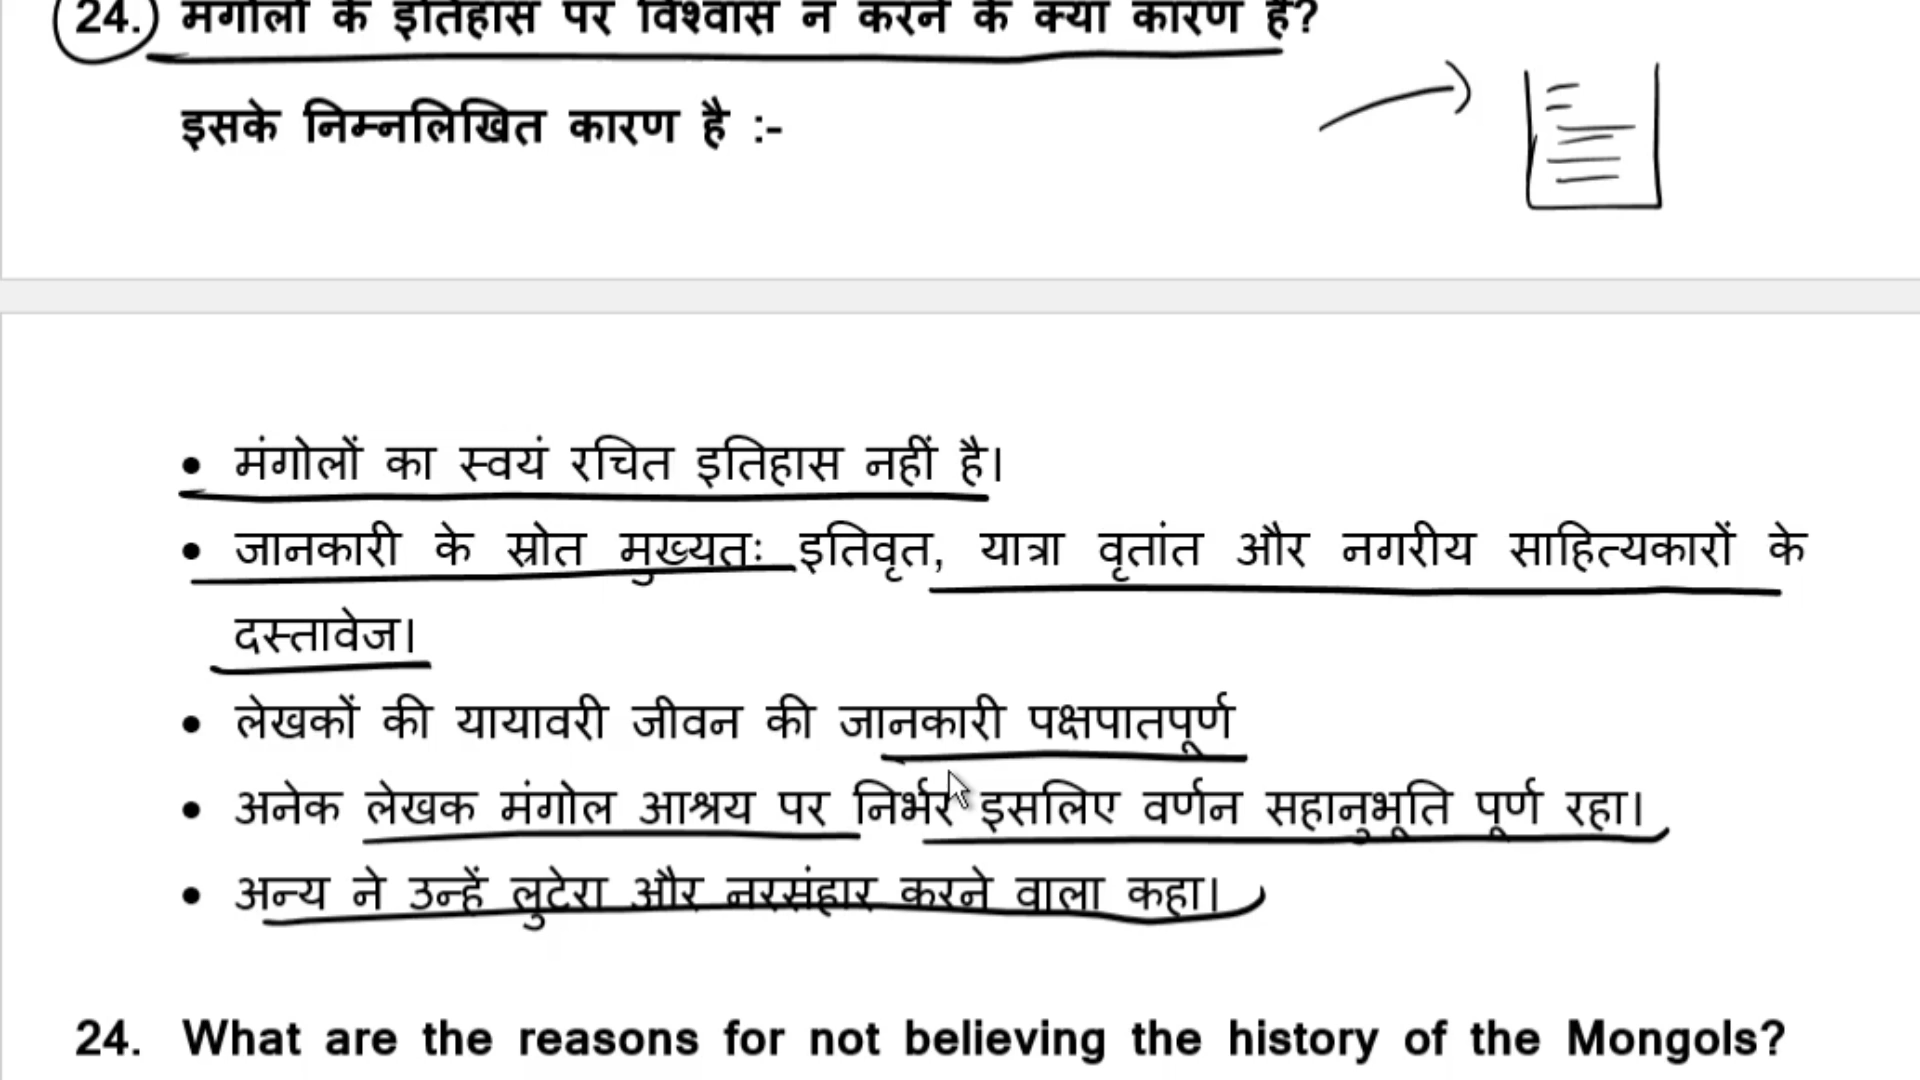 24. मंगोलों के इतिहास पर विश्वास न करने के क्या कारण है?
इसके निम्नलिखित कारण है :-
• मंगोलों का स्वयं रचित इतिहास नहीं है।
• जानकारी के स्रोत मुख्यतः इतिवृत, यात्रा वृतांत और नगरीय साहित्यकारों के
दस्तावेज।
• लेखकों की यायावरी जीवन की जानकारी पक्षपातपूर्ण
• अनेक लेखक मंगोल आश्रय पर निर्भर इसलिए वर्णन सहानुभूति पूर्ण रहा।
• अन्य ने उन्हें लुटेरा और नरसंहार करने वाला कहा।
24. What are the reasons for not believing the history of the Mongols?